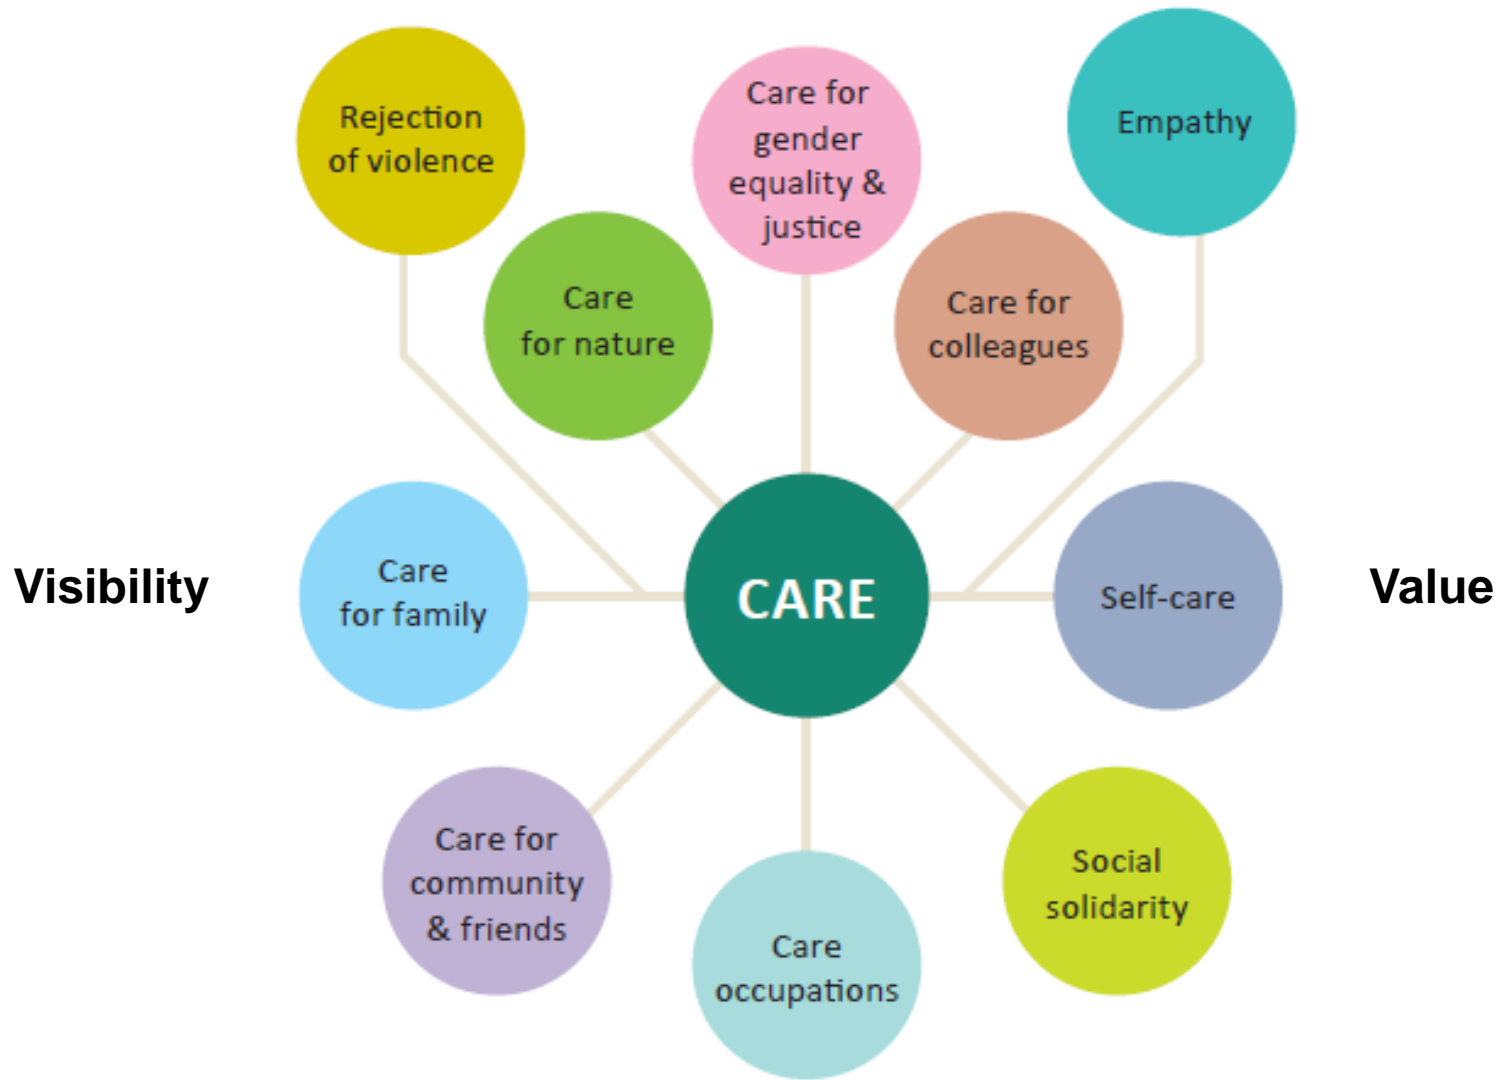 Rejection
of violence
Care for
gender
equality &
justice
Empathy
Care
for nature
Care for
colleagues
Visibility
Care
for family
CARE
Self-care
Value
Care for
community
& friends
Care
occupations
Social
solidarity